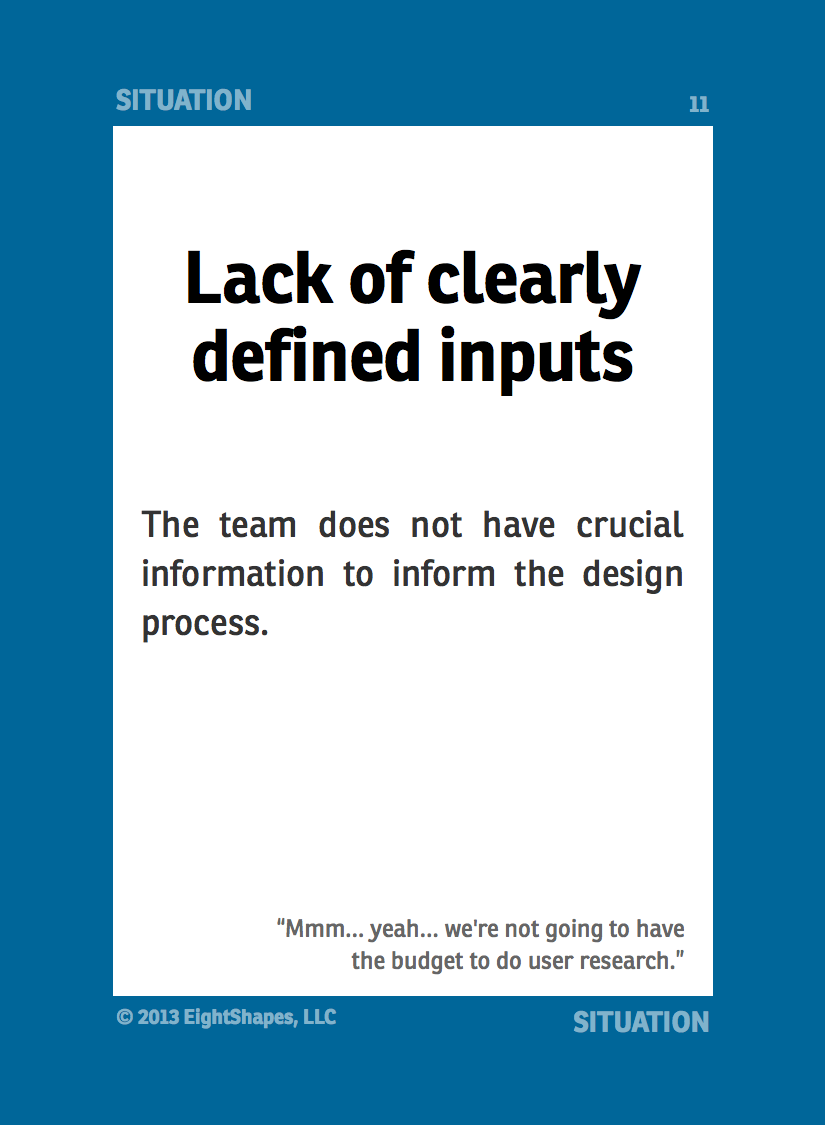 SITUATION
11
Lack of clearly
defined inputs
The team does not have crucial
information to inform the design
process.
“Mmm... yeah... we're not going to have
the budget to do user research.”
© 2013 EightShapes, LLC
SITUATION